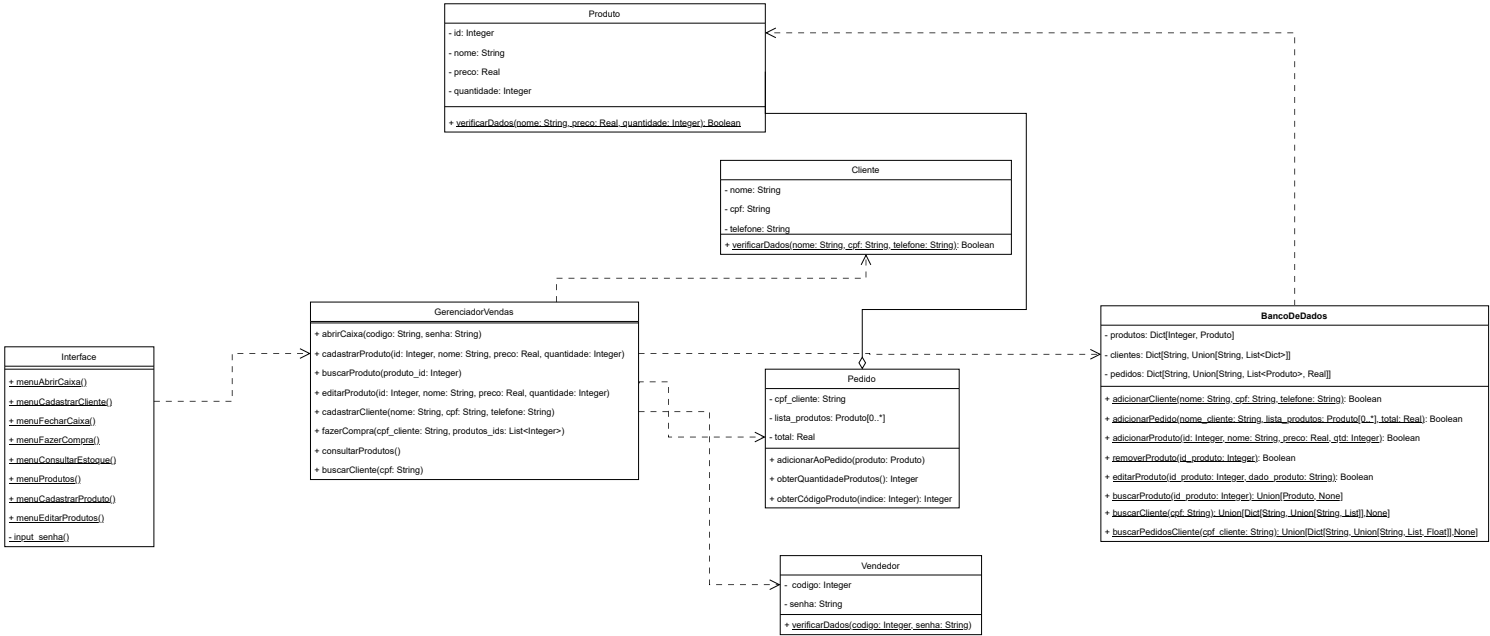 Produto
- id: Integer
- nome: String
- preco: Real
- quantidade: Integer
+ verificarDados(nome: String, preco: Real, quantidade: Integer): Boolean
Cliente
- nome: String
- cpf: String
- telefone: String
+ verificarDados(nome: String, cpf: String, telefone: String): Boolean
Interface
+ menuAbrirCaixa()
+ menuCadastrarCliente()
+ menuFecharCaixa()
+ menuFazerCompra()
+ menuConsultarEstoque()
+ menuProdutos()
+ menuCadastrarProduto()
+ menuEditarProdutos()
- input_senha()
GerenciadorVendas
+ abrirCaixa(codigo: String, senha: String)
+ cadastrarProduto(id: Integer, nome: String, preco: Real, quantidade: Integer)
+ buscarProduto(produto_id: Integer)
+ editarProduto(id: Integer, nome: String, preco: Real, quantidade: Integer)
+ cadastrarCliente(nome: String, cpf: String, telefone: String)
+ fazerCompra(cpf_cliente: String, produtos_ids: List<Integer>)
+ consultarProdutos()
+ buscarCliente(cpf: String)
Pedido
- cpf_cliente: String
- lista_produtos: Produto[0..*]
- total: Real
+ adicionarAoPedido(produto: Produto)
+ obterQuantidadeProdutos(): Integer
+ obterCódigoProduto(indice: Integer): Integer
BancoDeDados
- produtos: Dict[Integer, Produto]
- clientes: Dict[String, Union[String, List<Dict>]]
- pedidos: Dict[String, Union[String, List<Produto>, Real]]
+ adicionarCliente(nome: String, cpf: String, telefone: String): Boolean
+ adicionarPedido(nome_cliente: String, lista_produtos: Produto[0..*], total: Real): Boolean
+ adicionarProduto(id: Integer, nome: String, preco: Real, qtd: Integer): Boolean
+ removerProduto(id_produto: Integer): Boolean
+ editarProduto(id_produto: Integer, dado_produto: String): Boolean
+ buscarProduto(id_produto: Integer): Union[Produto, None]
+ buscarCliente(cpf: String): Union[Dict[String, Union[String, List]],None]
+ buscarPedidosCliente(cpf_cliente: String): Union[Dict[String, Union[String, List, Float]],None]
Vendedor
- codigo: Integer
- senha: String
+ verificarDados(codigo: Integer, senha: String)